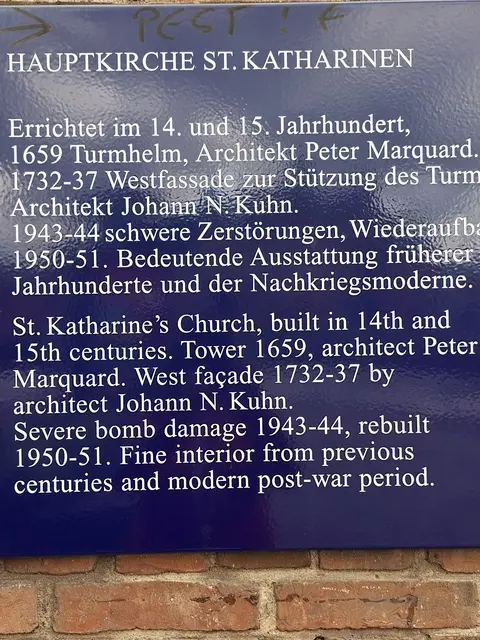 → PEST !
HAUPTKIRCHE ST. KATHARINEN
Errichtet im 14. und 15. Jahrhundert,
1659 Turmhelm, Architekt Peter Marquard.
1732-37 Westfassade zur Stützung des Turm
Architekt Johann N. Kuhn.
1943-44 schwere Zerstörungen, Wiederaufba
1950-51. Bedeutende Ausstattung früherer
Jahrhunderte und der Nachkriegsmoderne.
St. Katharine's Church, built in 14th and
15th centuries. Tower 1659, architect Peter
Marquard. West façade 1732-37 by
architect Johann N. Kuhn.
Severe bomb damage 1943-44, rebuilt
1950-51. Fine interior from previous
centuries and modern post-war period.